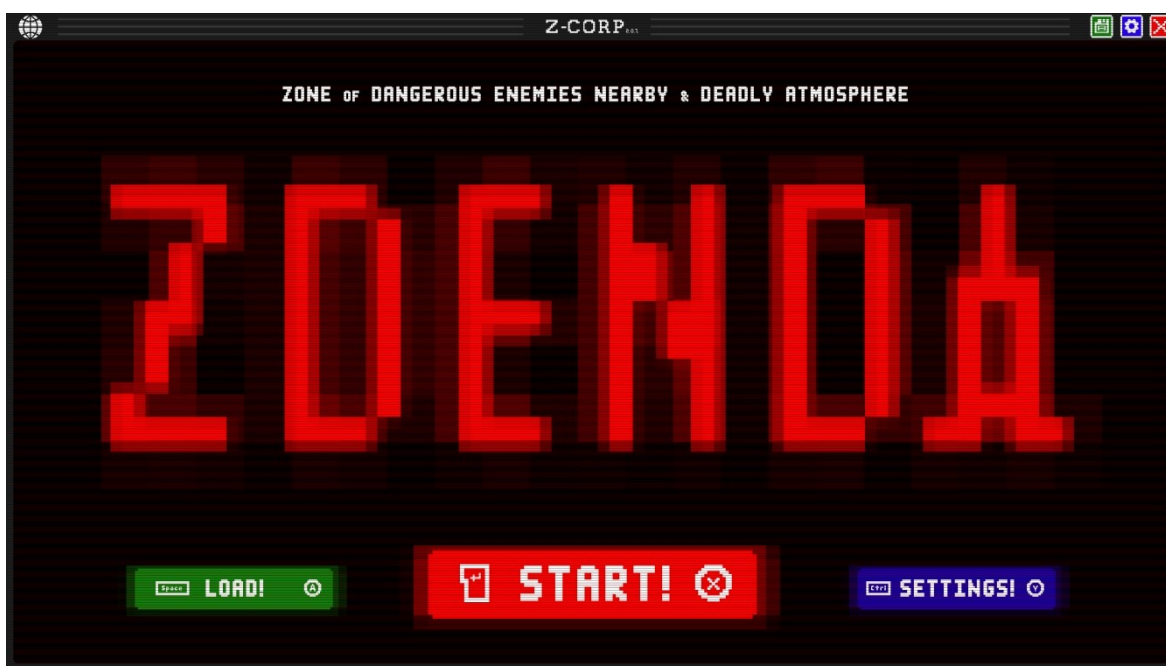 Z-CORP
ZONE OF DANGEROUS ENEMIES NEARBY & DEADLY ATMOSPHERE
ZDENDA
Space LOAD! A
START! X
Ctrl SETTINGS! Y